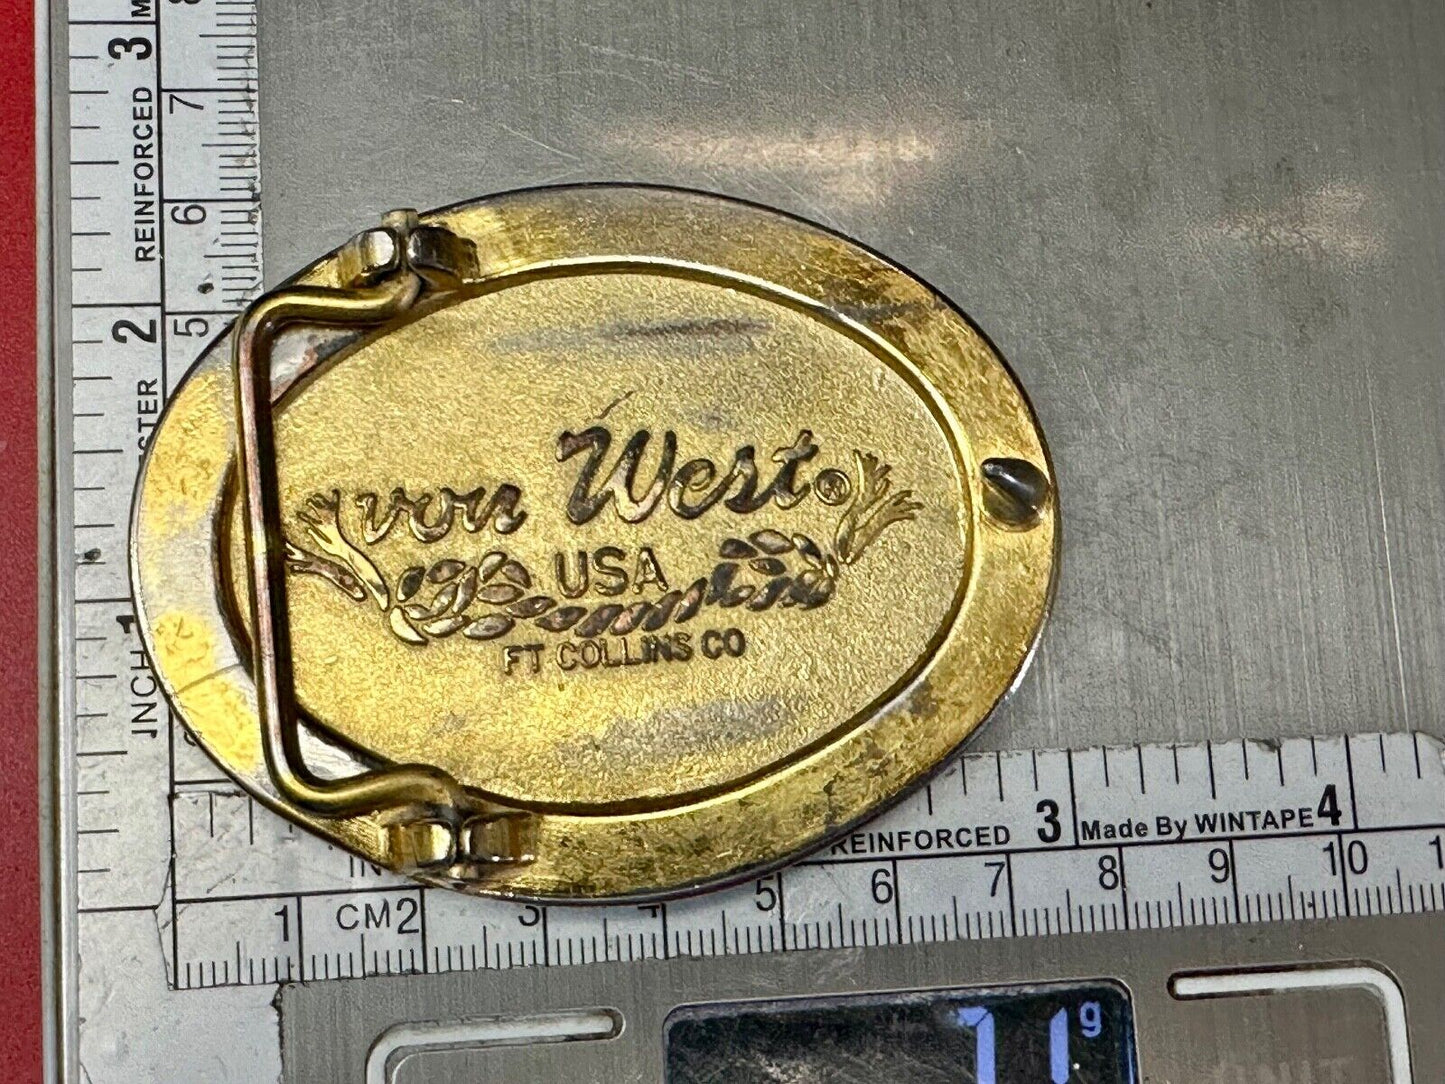 von West®
USA
FT COLLINS CO
REINFORCED 3
7
6
2
5
1
INCH
REINFORCED 3 Made By WINTAPE 4
1 CM 2 3 4 5 6 7 8 9 10
71 g